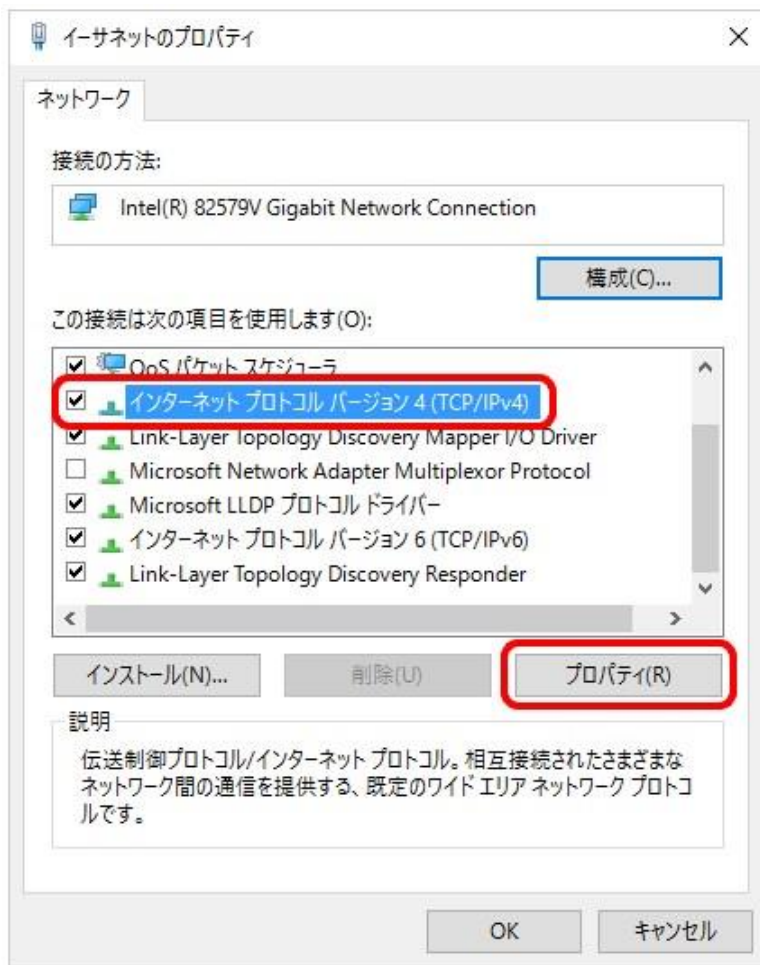 イーサネットのプロパティ
ネットワーク
接続の方法:
Intel(R) 82579V Gigabit Network Connection
構成(C)...
この接続は次の項目を使用します(O):
QoS パケット スケジューラ
インターネット プロトコル バージョン 4 (TCP/IPv4)
Link-Layer Topology Discovery Mapper I/O Driver
Microsoft Network Adapter Multiplexor Protocol
Microsoft LLDP プロトコル ドライバー
インターネット プロトコル バージョン 6 (TCP/IPv6)
Link-Layer Topology Discovery Responder
インストール(N)... 削除(U) プロパティ(R)
説明
伝送制御プロトコル/インターネット プロトコル。相互接続されたさまざまな
ネットワーク間の通信を提供する、既定のワイド エリア ネットワーク プロトコ
ルです。
OK キャンセル